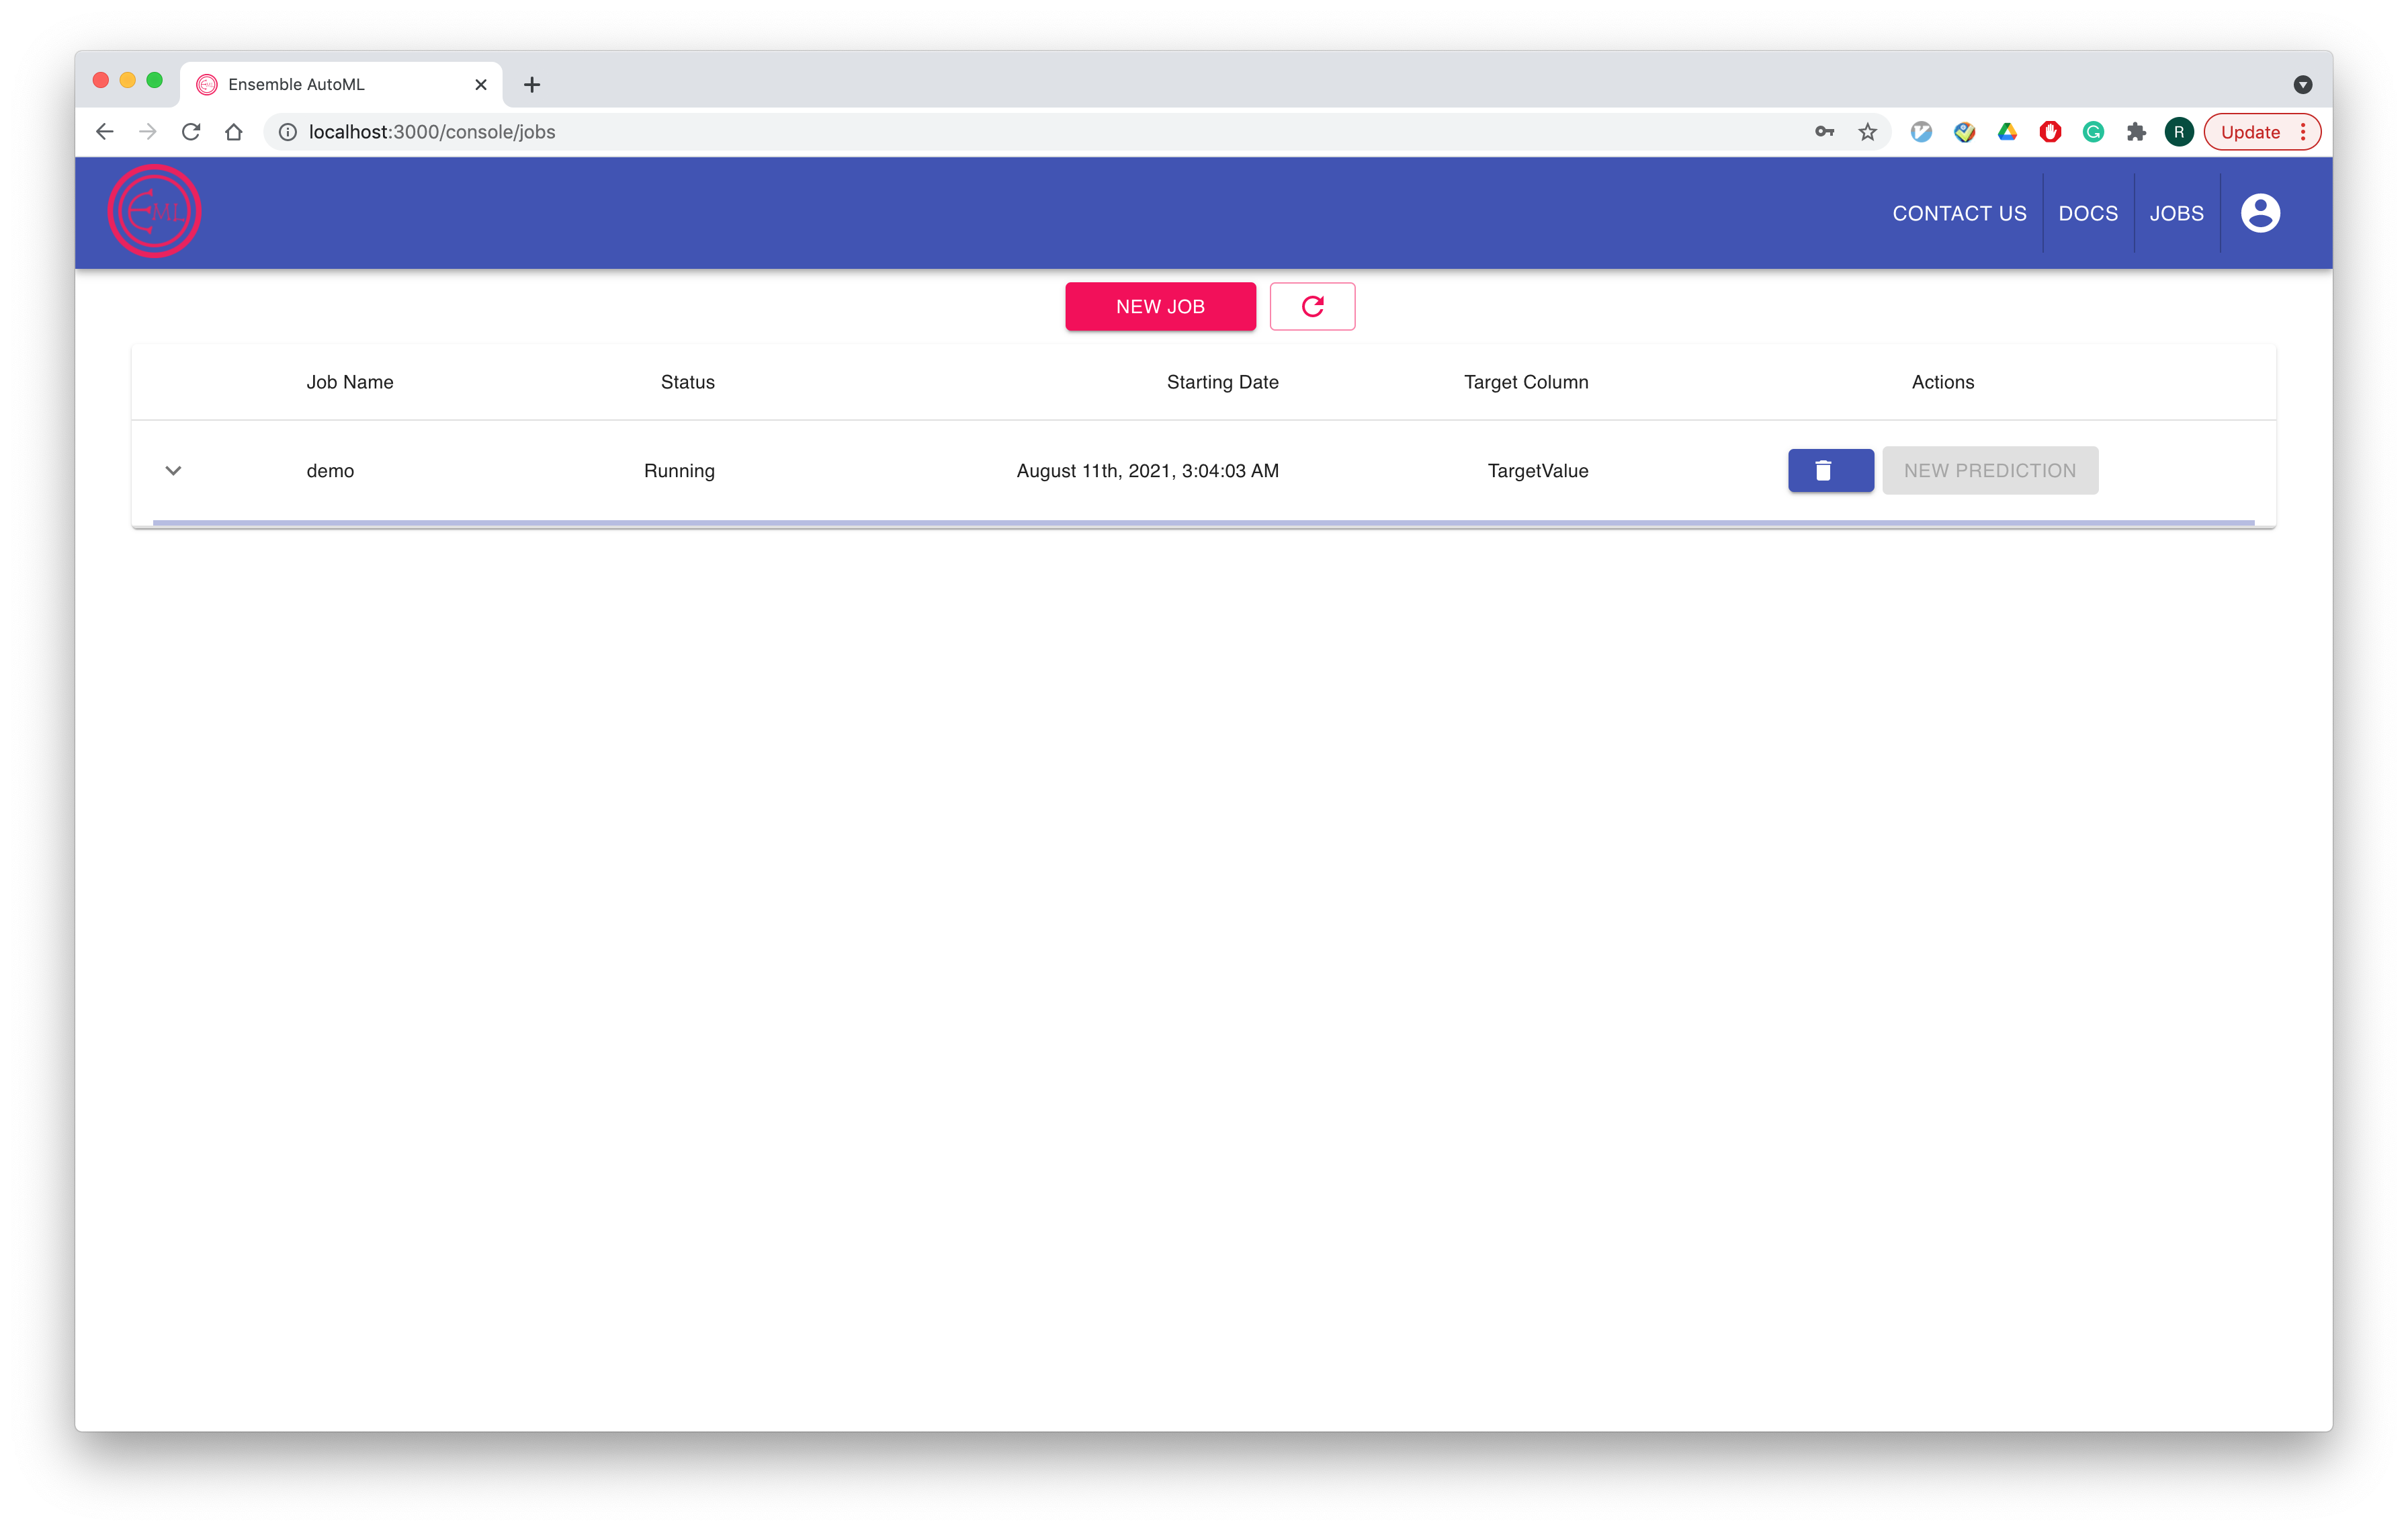 Ensemble AutoML
localhost:3000/console/jobs
R
Update
EML
CONTACT US
DOCS
JOBS
NEW JOB
Job Name
Status
Starting Date
Target Column
Actions
demo
Running
August 11th, 2021, 3:04:03 AM
TargetValue
NEW PREDICTION